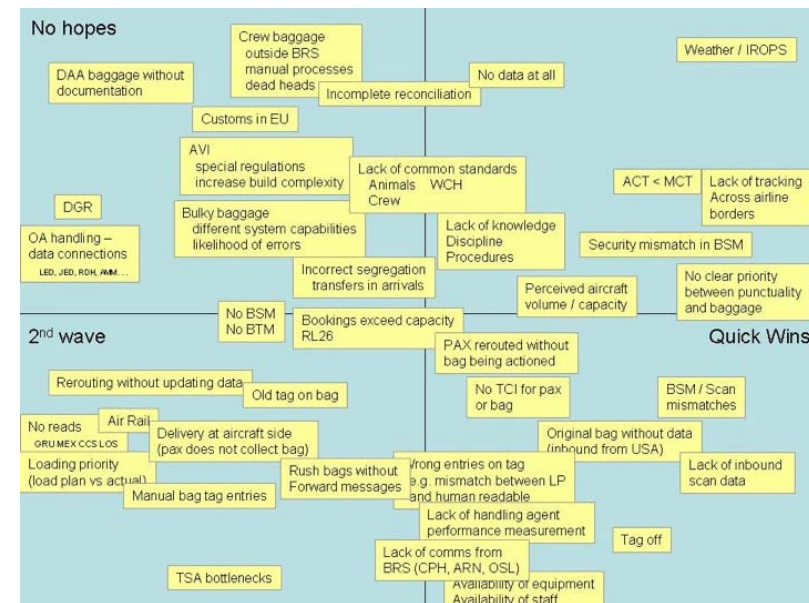 No hopes
Crew baggage
outside BRS
manual processes
dead heads
Weather / IROPS
DAA baggage without
documentation
No data at all
Incomplete reconciliation
Customs in EU
AVI
special regulations
increase build complexity
Lack of common standards
Animals WCH
Crew
ACT < MCT
Lack of tracking
Across airline
borders
DGR
Bulky baggage
different system capabilities
likelihood of errors
Lack of knowledge
Discipline
Procedures
OA handling –
data connections
LED, JED, RDH, AMM...
Security mismatch in BSM
Incorrect segregation
transfers in arrivals
Perceived aircraft
volume / capacity
No clear priority
between punctuality
and baggage
No BSM
No BTM
Bookings exceed capacity
RL26
2nd wave
Quick Wins
PAX rerouted without
bag being actioned
Rerouting without updating data
Old tag on bag
No TCI for pax
or bag
BSM / Scan
mismatches
No reads
GRU MEX CCS LOS
Air Rail
Delivery at aircraft side
(pax does not collect bag)
Original bag without data
(inbound from USA)
Loading priority
(load plan vs actual)
Rush bags without
Forward messages
Wrong entries on tag
e.g. mismatch between LP
and human readable
Lack of inbound
scan data
Manual bag tag entries
Lack of handling agent
performance measurement
Tag off
Lack of comms from
BRS (CPH, ARN, OSL)
TSA bottlenecks
Availability of equipment
Availability of staff